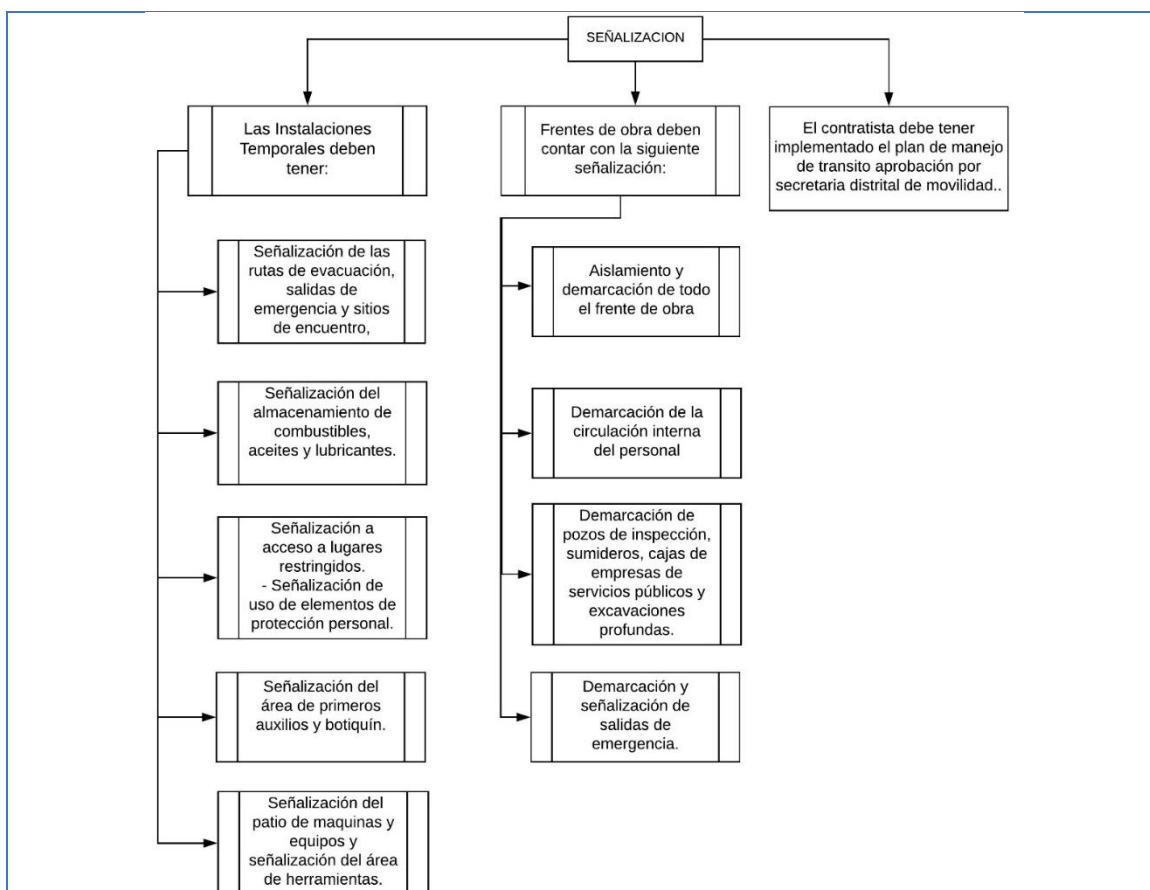 SEÑALIZACION
Las Instalaciones
Temporales deben
tener:
Frentes de obra deben
contar con la siguiente
señalización:
El contratista debe tener
implementado el plan de manejo
de transito aprobación por
secretaria distrital de movilidad..
Señalización de las
rutas de evacuación,
salidas de
emergencia y sitios
de encuentro,
Señalización del
almacenamiento de
combustibles,
aceites y lubricantes.
Señalización a
acceso a lugares
restringidos.
- Señalización de
uso de elementos de
protección personal.
Señalización del
área de primeros
auxilios y botiquín.
Señalización del
patio de maquinas y
equipos y
señalización del área
de herramientas.
Aislamiento y
demarcación de todo
el frente de obra
Demarcación de la
circulación interna
del personal
Demarcación de
pozos de inspección,
sumideros, cajas de
empresas de
servicios públicos y
excavaciones
profundas.
Demarcación y
señalización de
salidas de
emergencia.